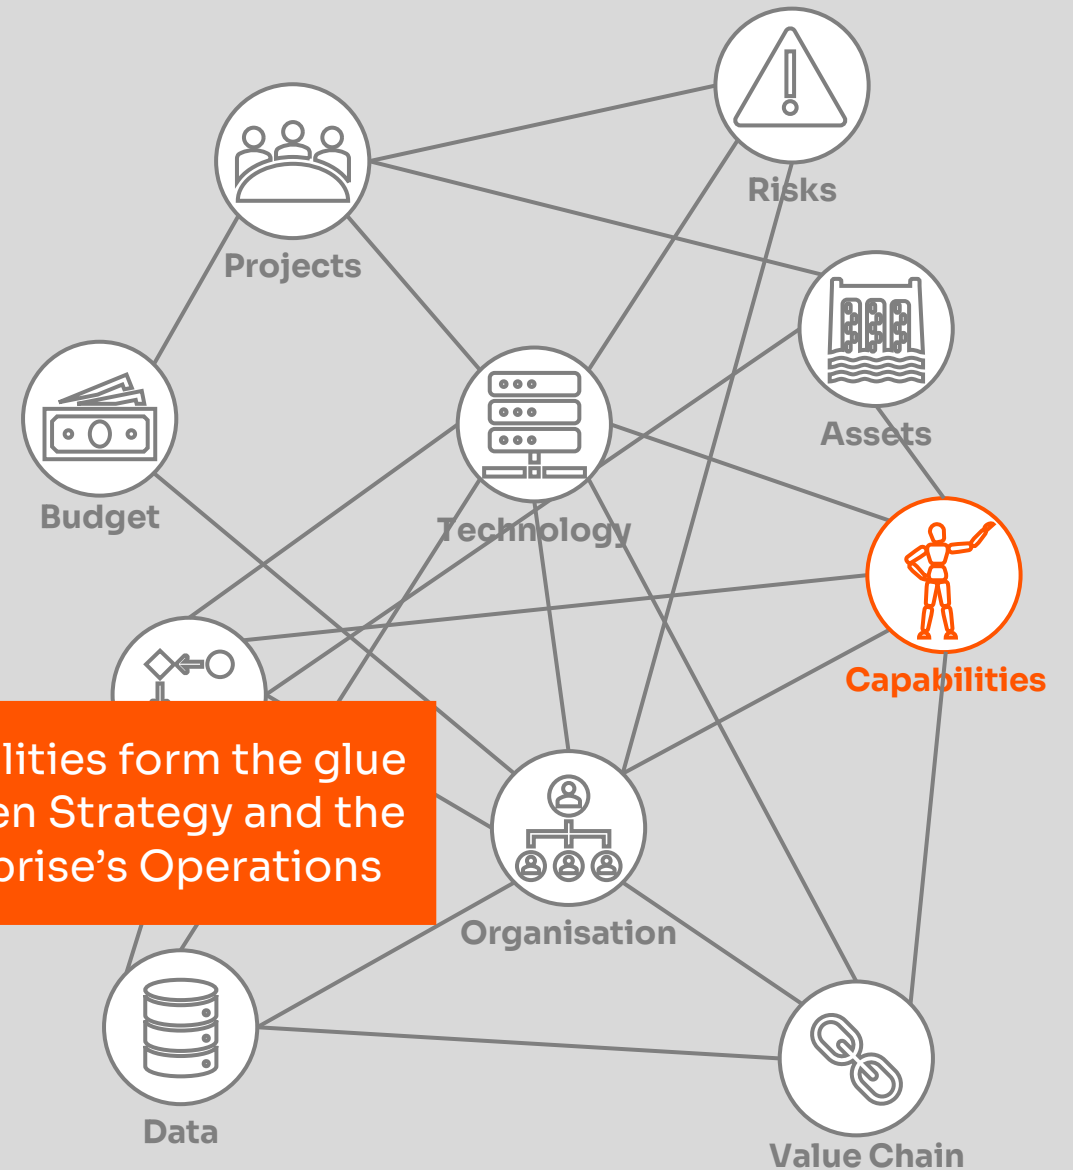 Risks
Projects
Assets
Budget
Technology
Capabilities
lities form the glue
en Strategy and the
prise’s Operations
Organisation
Data
Value Chain